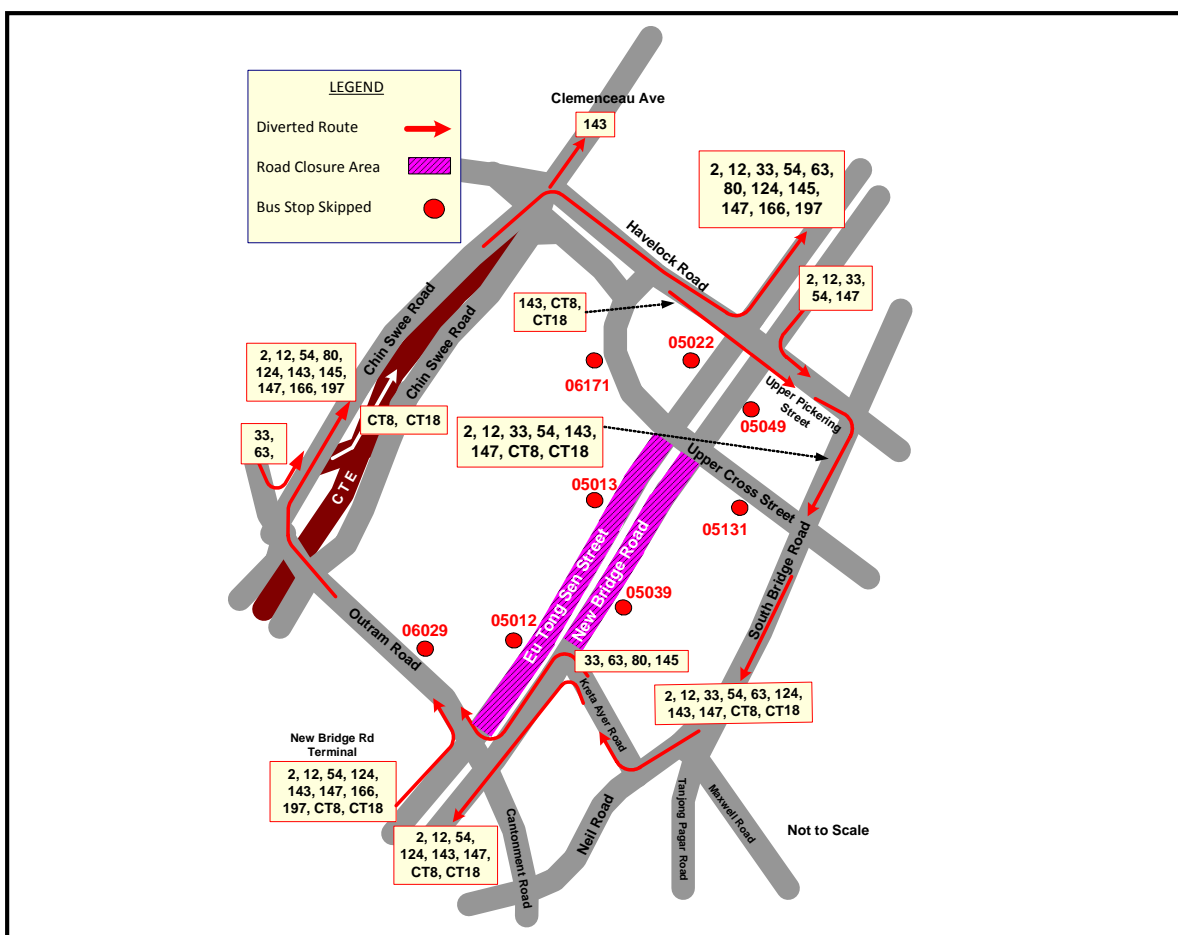 LEGEND
Diverted Route
Road Closure Area
Bus Stop Skipped
Clemenceau Ave
143
2, 12, 33, 54, 63,
80, 124, 145,
147, 166, 197
Havelock Road
2, 12, 33,
54, 147
143, CT8,
CT18
Chin Swee Road
Chin Swee Road
05022
06171
2, 12, 54, 80,
124, 143, 145,
147, 166, 197
CT8, CT18
Upper Pickering
Street
05049
33,
63,
2, 12, 33, 54, 143,
147, CT8, CT18
Upper Cross Street
CTE
05013
05131
Eu Tong Sen Street
New Bridge Road
South Bridge Road
05039
Outram Road
06029
05012
33, 63, 80, 145
Kreta Ayer Road
2, 12, 33, 54, 63, 124,
143, 147, CT8, CT18
New Bridge Rd
Terminal
2, 12, 54, 124,
143, 147, 166,
197, CT8, CT18
2, 12, 54,
124, 143, 147,
CT8, CT18
Cantonment Road
Neil Road
Tanjong Pagar Road
Maxwell Road
Not to Scale